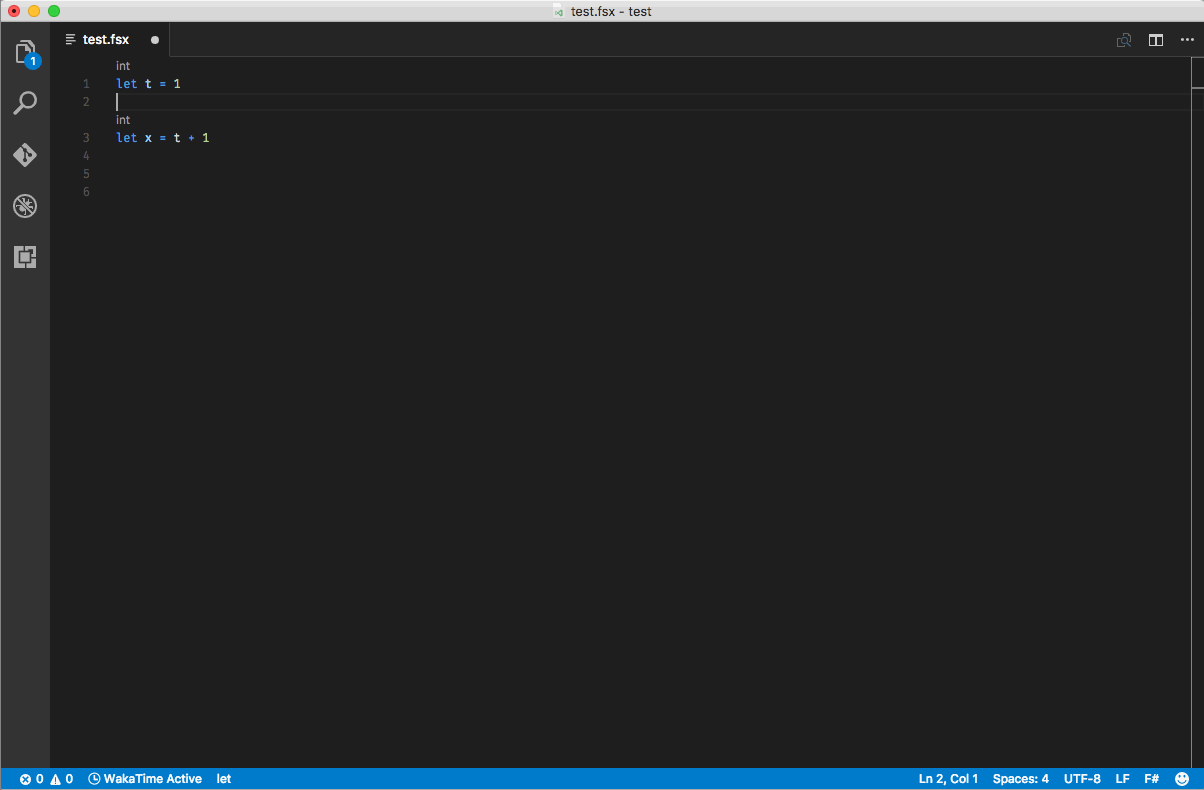 test.fsx - test
test.fsx
1
int
1 let t = 1
2
int
3 let x = t + 1
4
5
6
0 0 WakaTime Active let Ln 2, Col 1 Spaces: 4 UTF-8 LF F#